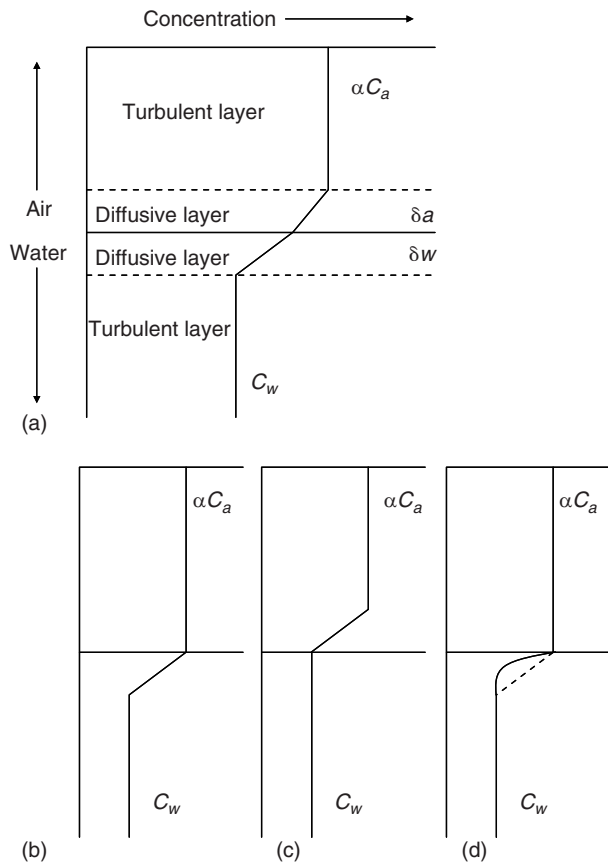 Concentration
αCa
Turbulent layer
Air
Diffusive layer
δa
Water
Diffusive layer
δw
Turbulent layer
Cw
(a)
αCa
αCa
αCa
Cw
Cw
Cw
(b)
(c)
(d)